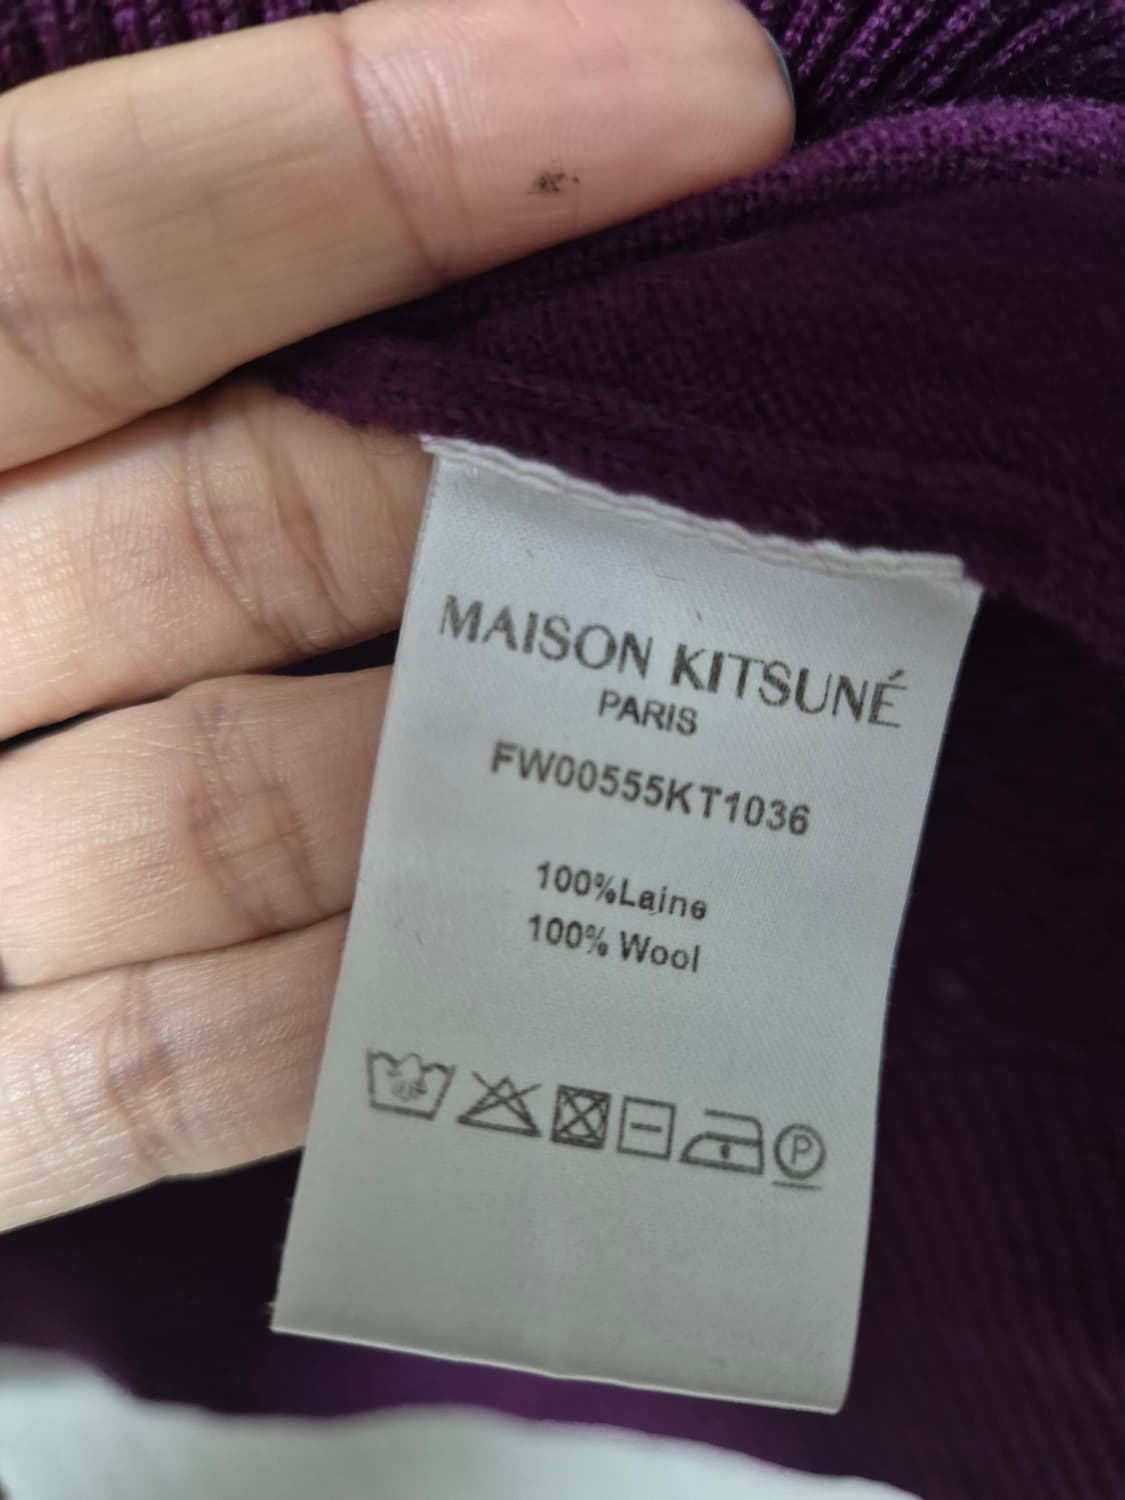 MAISON KITSUNÉ
PARIS
FW00555KT1036
100%Laine
100% Wool
P